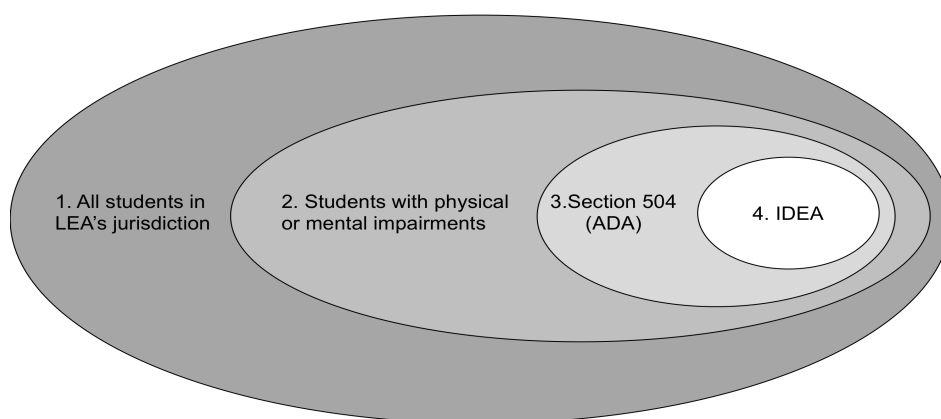 1. All students in
LEA's jurisdiction
2. Students with physical
or mental impairments
3.Section 504
(ADA)
4. IDEA